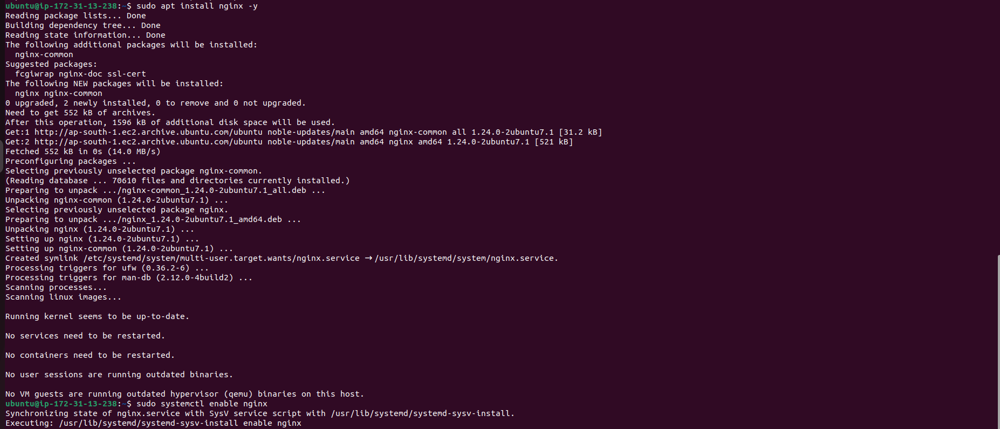 ubuntu@ip-172-31-13-238:~$ sudo apt install nginx -y
Reading package lists... Done
Building dependency tree... Done
Reading state information... Done
The following additional packages will be installed:
  nginx-common
Suggested packages:
  fcgiwrap nginx-doc ssl-cert
The following NEW packages will be installed:
  nginx nginx-common
0 upgraded, 2 newly installed, 0 to remove and 0 not upgraded.
Need to get 552 kB of archives.
After this operation, 1596 kB of additional disk space will be used.
Get:1 http://ap-south-1.ec2.archive.ubuntu.com/ubuntu noble-updates/main amd64 nginx-common all 1.24.0-2ubuntu7.1 [31.2 kB]
Get:2 http://ap-south-1.ec2.archive.ubuntu.com/ubuntu noble-updates/main amd64 nginx amd64 1.24.0-2ubuntu7.1 [521 kB]
Fetched 552 kB in 0s (14.0 MB/s)
Preconfiguring packages ...
Selecting previously unselected package nginx-common.
(Reading database ... 70610 files and directories currently installed.)
Preparing to unpack .../nginx-common_1.24.0-2ubuntu7.1_all.deb ...
Unpacking nginx-common (1.24.0-2ubuntu7.1) ...
Selecting previously unselected package nginx.
Preparing to unpack .../nginx_1.24.0-2ubuntu7.1_amd64.deb ...
Unpacking nginx (1.24.0-2ubuntu7.1) ...
Setting up nginx (1.24.0-2ubuntu7.1) ...
Setting up nginx-common (1.24.0-2ubuntu7.1) ...
Created symlink /etc/systemd/system/multi-user.target.wants/nginx.service → /usr/lib/systemd/system/nginx.service.
Processing triggers for ufw (0.36.2-6) ...
Processing triggers for man-db (2.12.0-4build2) ...
Scanning processes...
Scanning linux images...
Running kernel seems to be up-to-date.
No services need to be restarted.
No containers need to be restarted.
No user sessions are running outdated binaries.
No VM guests are running outdated hypervisor (qemu) binaries on this host.
ubuntu@ip-172-31-13-238:~$ sudo systemctl enable nginx
Synchronizing state of nginx.service with SysV service script with /usr/lib/systemd/systemd-sysv-install.
Executing: /usr/lib/systemd/systemd-sysv-install enable nginx